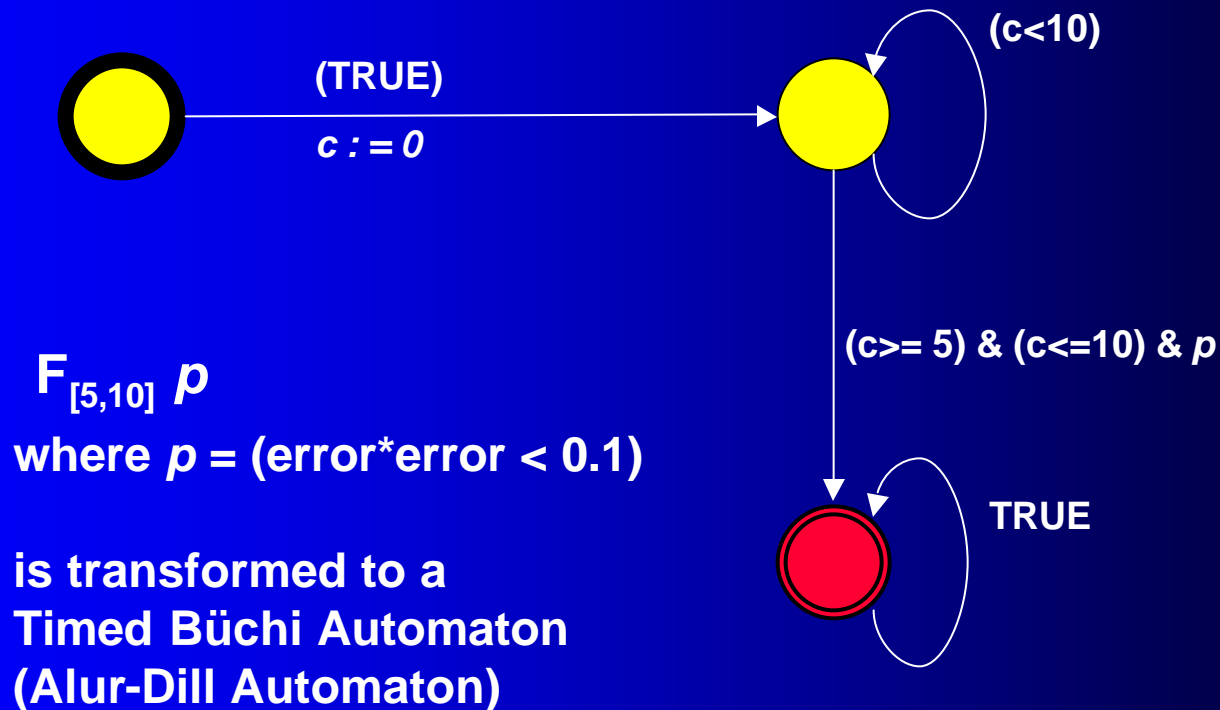 (c<10)
(TRUE)
c : = 0
(c>= 5) & (c<=10) & p
F[5,10] p
where p = (error*error < 0.1)
TRUE
is transformed to a
Timed Büchi Automaton
(Alur-Dill Automaton)